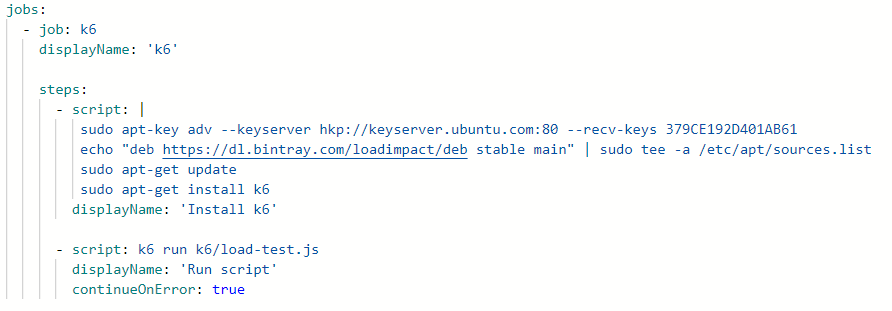 jobs:
  - job: k6
    displayName: 'k6'

    steps:
      - script: |
         sudo apt-key adv --keyserver hkp://keyserver.ubuntu.com:80 --recv-keys 379CE192D401AB61
         echo "deb https://dl.bintray.com/loadimpact/deb stable main" | sudo tee -a /etc/apt/sources.list
         sudo apt-get update
         sudo apt-get install k6
        displayName: 'Install k6'

      - script: k6 run k6/load-test.js
        displayName: 'Run script'
        continueOnError: true